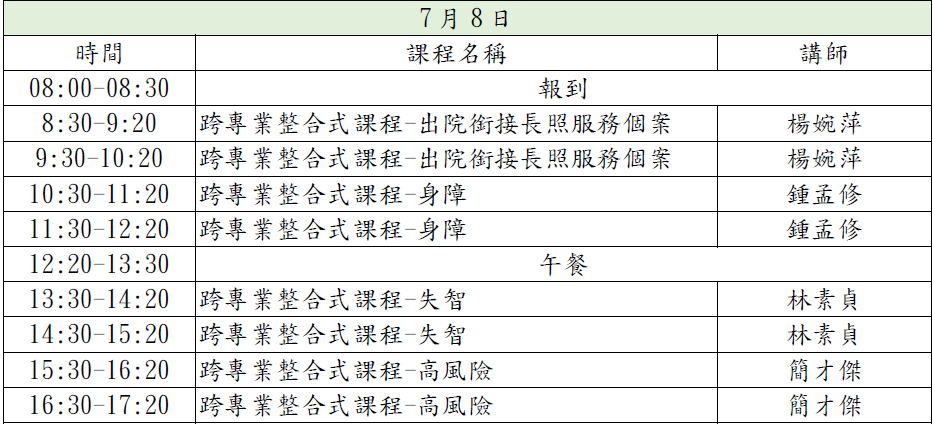 7月8日
時間 課程名稱 講師
08:00-08:30 報到
8:30-9:20 跨專業整合式課程-出院銜接長照服務個案 楊婉萍
9:30-10:20 跨專業整合式課程-出院銜接長照服務個案 楊婉萍
10:30-11:20 跨專業整合式課程-身障 鍾孟修
11:30-12:20 跨專業整合式課程-身障 鍾孟修
12:20-13:30 午餐
13:30-14:20 跨專業整合式課程-失智 林素貞
14:30-15:20 跨專業整合式課程-失智 林素貞
15:30-16:20 跨專業整合式課程-高風險 簡才傑
16:30-17:20 跨專業整合式課程-高風險 簡才傑